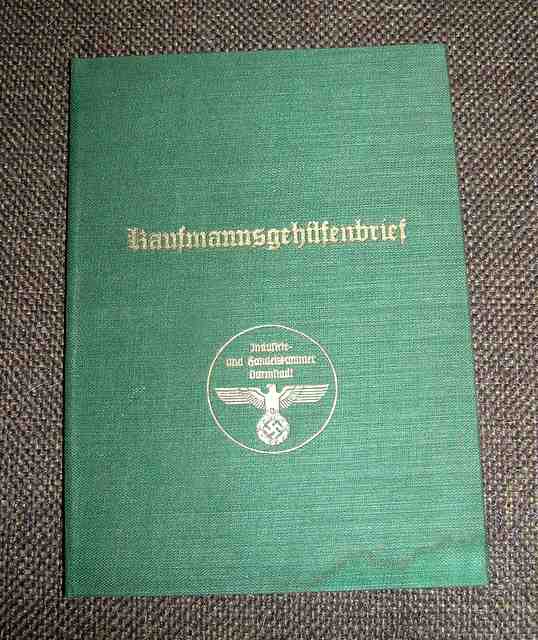 Kaufmannsgehilfenbrief
Industrie-
und Handelskammer
Darmstadt